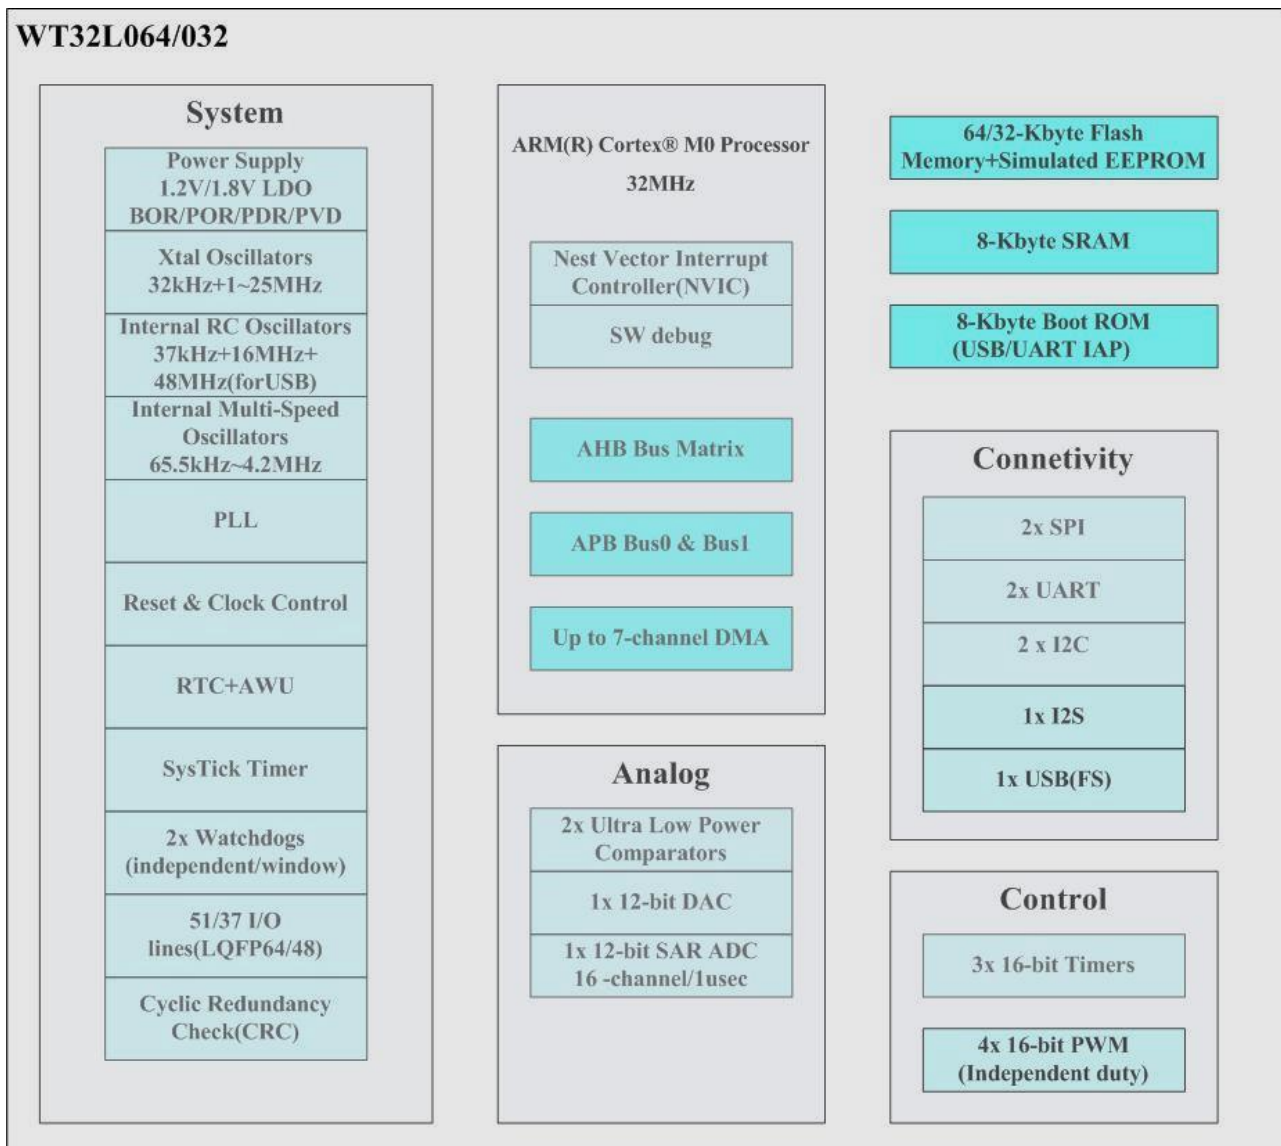 WT32L064/032
System
Power Supply
1.2V/1.8V LDO
BOR/POR/PDR/PVD
Xtal Oscillators
32kHz+1~25MHz
Internal RC Oscillators
37kHz+16MHz+
48MHz(forUSB)
Internal Multi-Speed
Oscillators
65.5kHz~4.2MHz
PLL
Reset & Clock Control
RTC+AWU
SysTick Timer
2x Watchdogs
(independent/window)
51/37 I/O
lines(LQFP64/48)
Cyclic Redundancy
Check(CRC)
ARM(R) Cortex® M0 Processor
32MHz
Nest Vector Interrupt
Controller(NVIC)
SW debug
AHB Bus Matrix
APB Bus0 & Bus1
Up to 7-channel DMA
Analog
2x Ultra Low Power
Comparators
1x 12-bit DAC
1x 12-bit SAR ADC
16 -channel/1usec
64/32-Kbyte Flash
Memory+Simulated EEPROM
8-Kbyte SRAM
8-Kbyte Boot ROM
(USB/UART IAP)
Connetivity
2x SPI
2x UART
2 x I2C
1x I2S
1x USB(FS)
Control
3x 16-bit Timers
4x 16-bit PWM
(Independent duty)